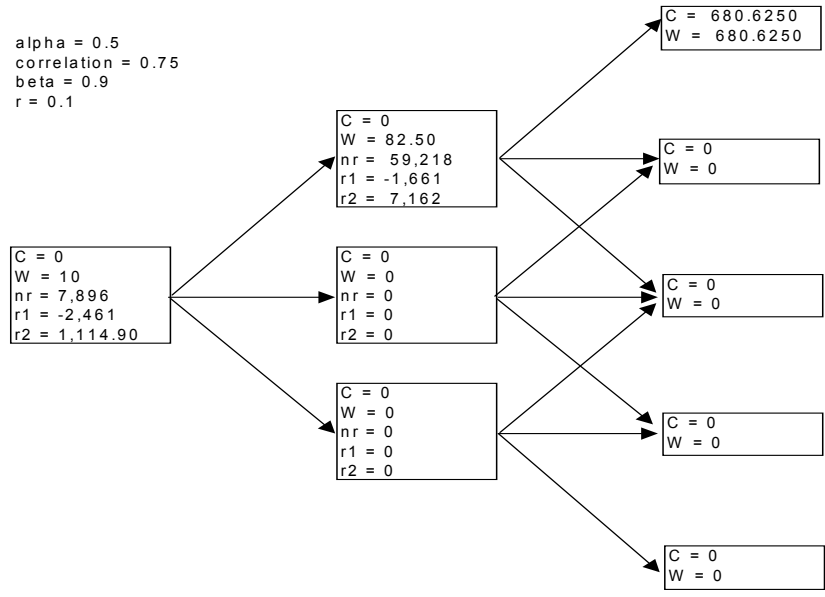 alpha = 0.5
correlation = 0.75
beta = 0.9
r = 0.1
C = 0
W = 10
nr = 7,896
r1 = -2,461
r2 = 1,114.90
C = 0
W = 82.50
nr = 59,218
r1 = -1,661
r2 = 7,162
C = 0
W = 0
nr = 0
r1 = 0
r2 = 0
C = 0
W = 0
nr = 0
r1 = 0
r2 = 0
C = 680.6250
W = 680.6250
C = 0
W = 0
C = 0
W = 0
C = 0
W = 0
C = 0
W = 0